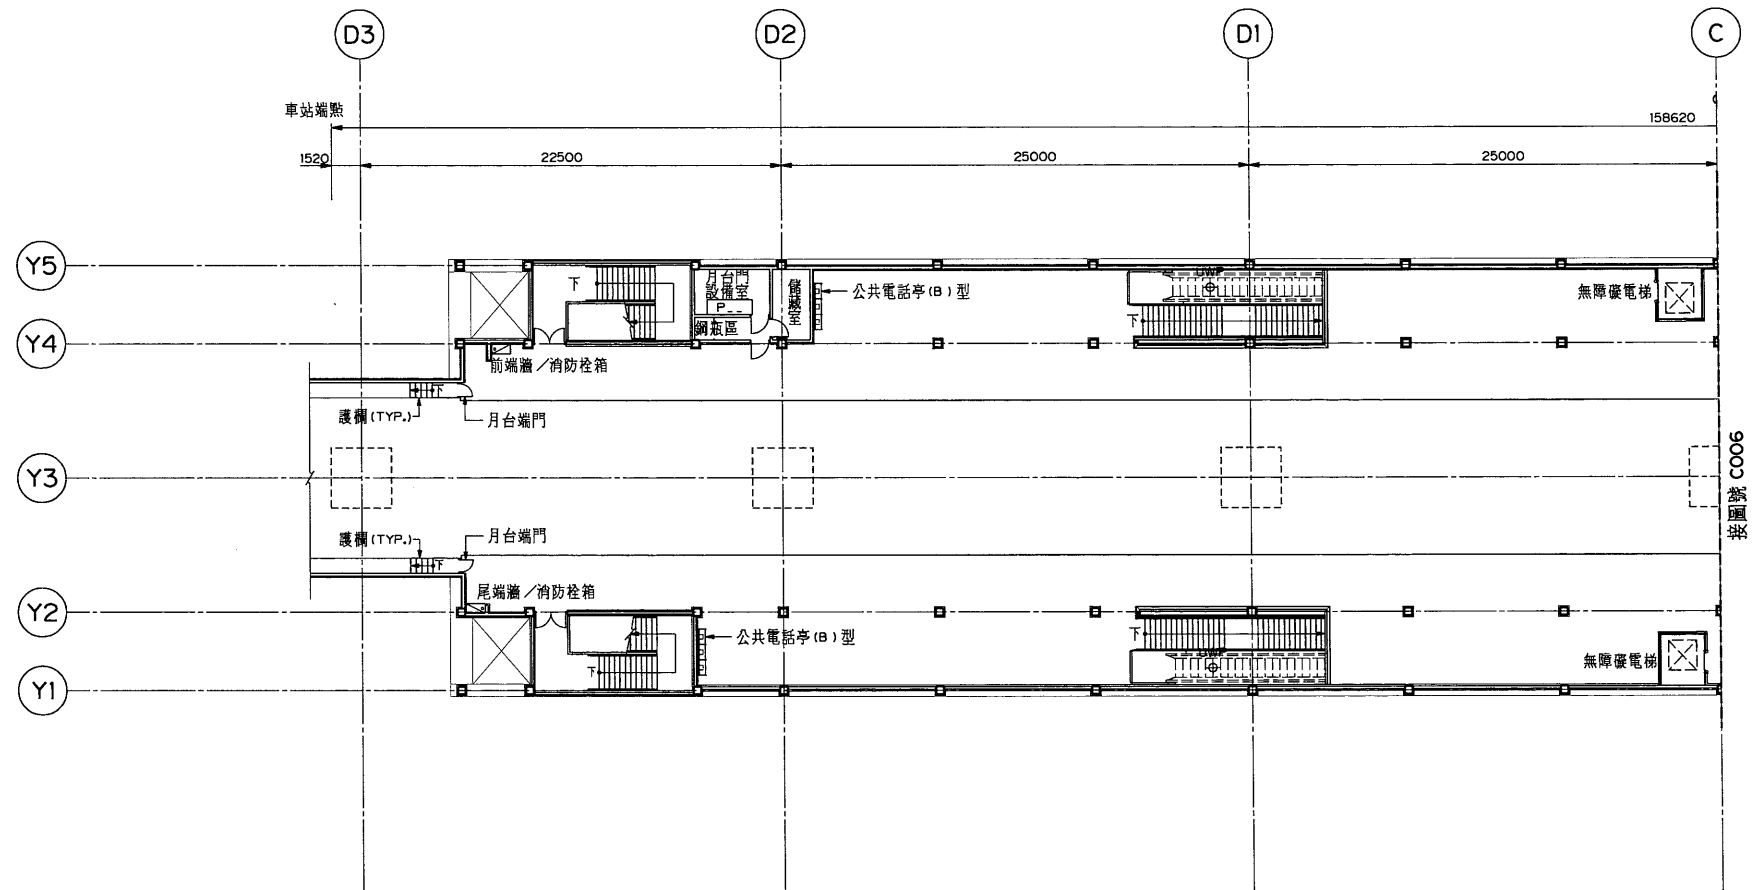 D3
D2
D1
C
車站端點
158620
1520
22500
25000
25000
Y5
下
月台門
設備室
P
鋼瓶區
儲藏室
公共電話亭(B)型
UWP
下
無障礙電梯
Y4
前端牆/消防栓箱
下
護欄(TYP.)
月台端門
Y3
接圖號 C006
護欄(TYP.)
月台端門
下
尾端牆/消防栓箱
Y2
公共電話亭(B)型
下
下
UWP
無障礙電梯
Y1